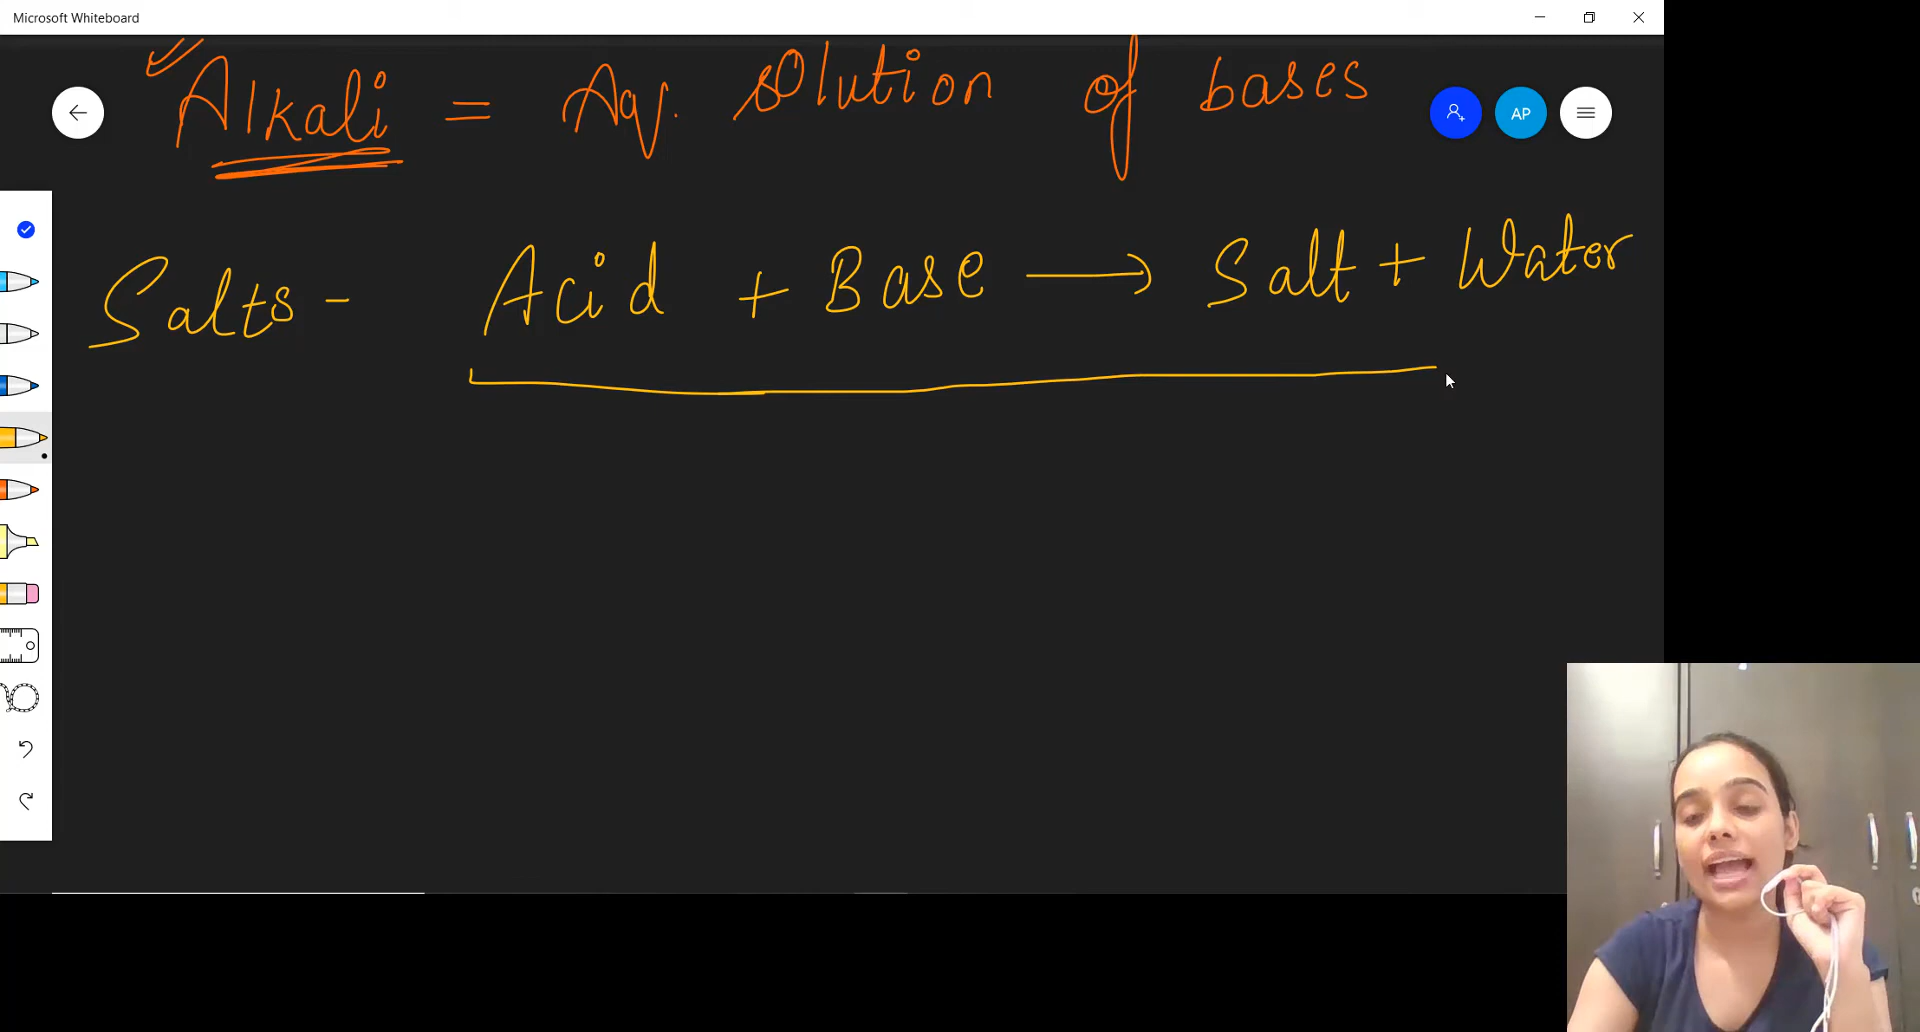 Microsoft Whiteboard
Alkali = Aq. solution of bases
AP
Salts - Acid + Base → Salt + Water